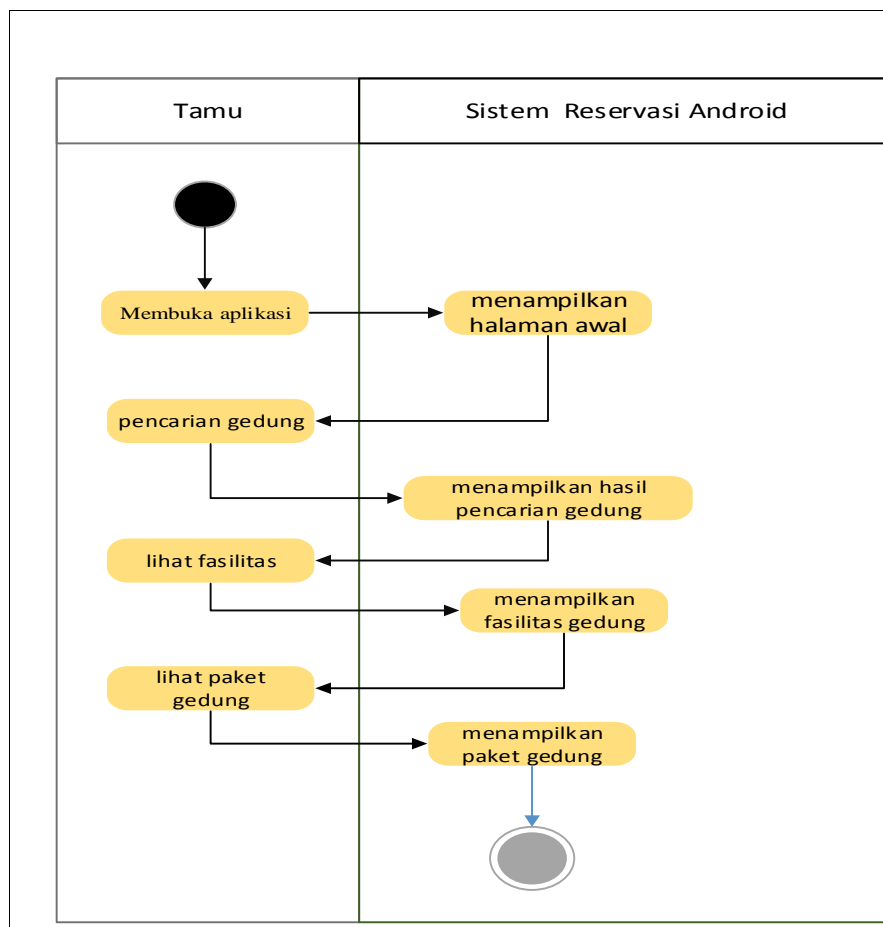 Tamu
Sistem Reservasi Android
Membuka aplikasi
menampilkan
halaman awal
pencarian gedung
menampilkan hasil
pencarian gedung
lihat fasilitas
menampilkan
fasilitas gedung
lihat paket
gedung
menampilkan
paket gedung